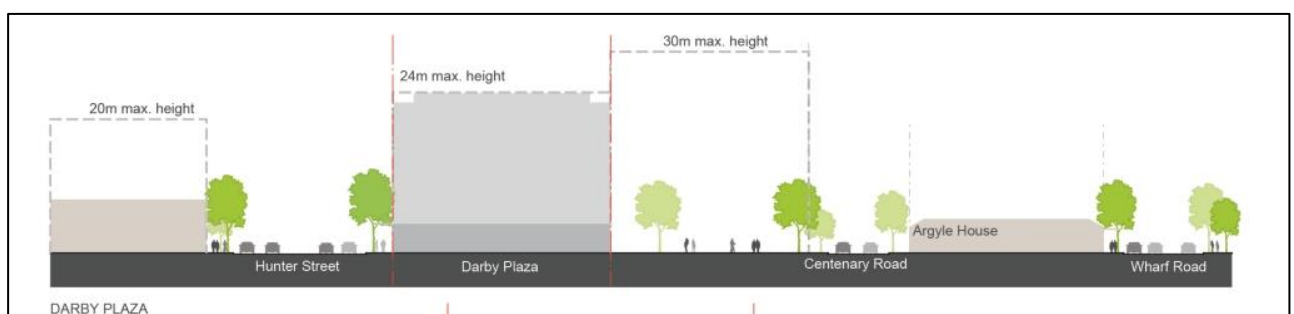 30m max. height
24m max. height
20m max. height
Argyle House
Hunter Street
Darby Plaza
Centenary Road
Wharf Road
DARBY PLAZA